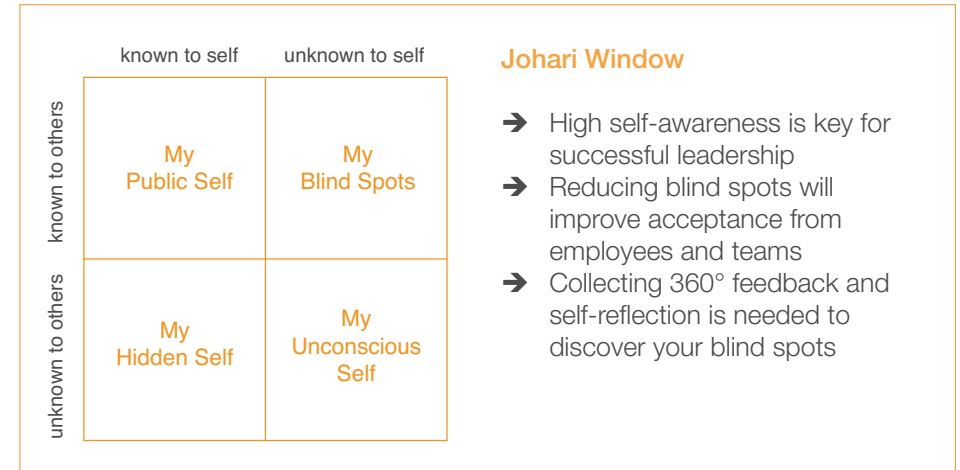 known to self
unknown to self
known to others
My
Public Self
My
Blind Spots
unknown to others
My
Hidden Self
My
Unconscious
Self
Johari Window
➔ High self-awareness is key for
successful leadership
➔ Reducing blind spots will
improve acceptance from
employees and teams
➔ Collecting 360° feedback and
self-reflection is needed to
discover your blind spots